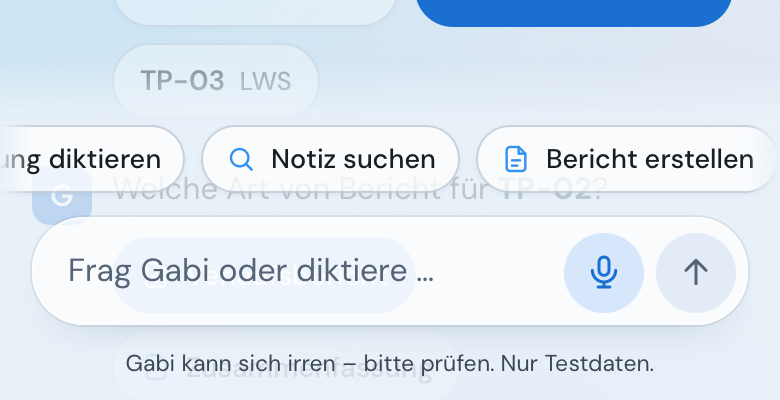 TP-03 LWS
ung diktieren
Notiz suchen
Bericht erstellen
G
Welche Art von Bericht für TP-02?
Frag Gabi oder diktiere ...
Gabi kann sich irren – bitte prüfen. Nur Testdaten.
Zusammenfassung